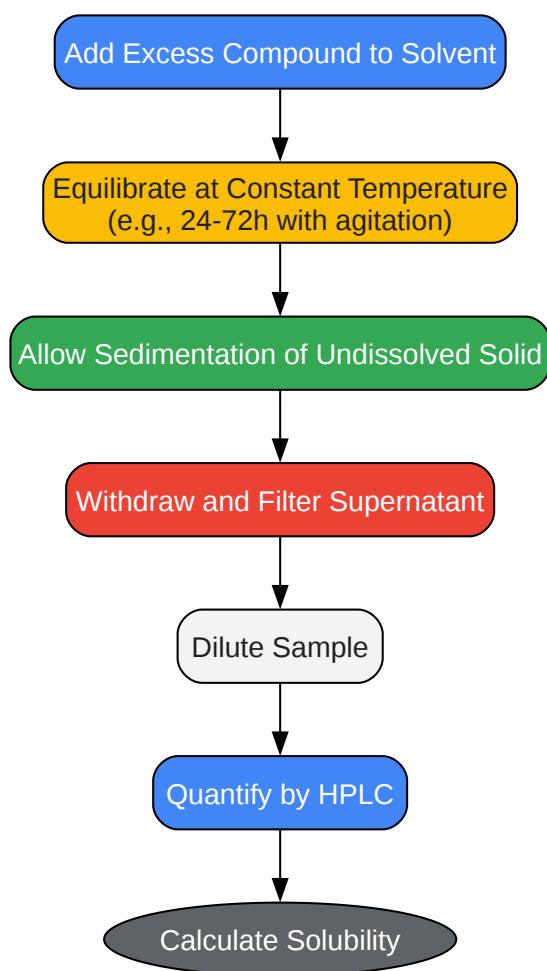 Add Excess Compound to Solvent
Equilibrate at Constant Temperature
(e.g., 24-72h with agitation)
Allow Sedimentation of Undissolved Solid
Withdraw and Filter Supernatant
Dilute Sample
Quantify by HPLC
Calculate Solubility